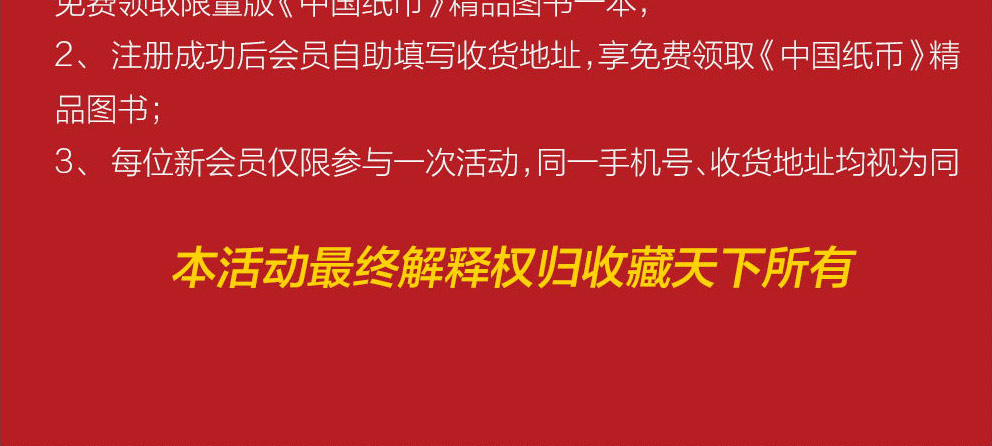 免费领取限量版《中国纸币》精品图书一本；
2、注册成功后会员自助填写收货地址,享免费领取《中国纸币》精
品图书；
3、每位新会员仅限参与一次活动,同一手机号、收货地址均视为同
本活动最终解释权归收藏天下所有